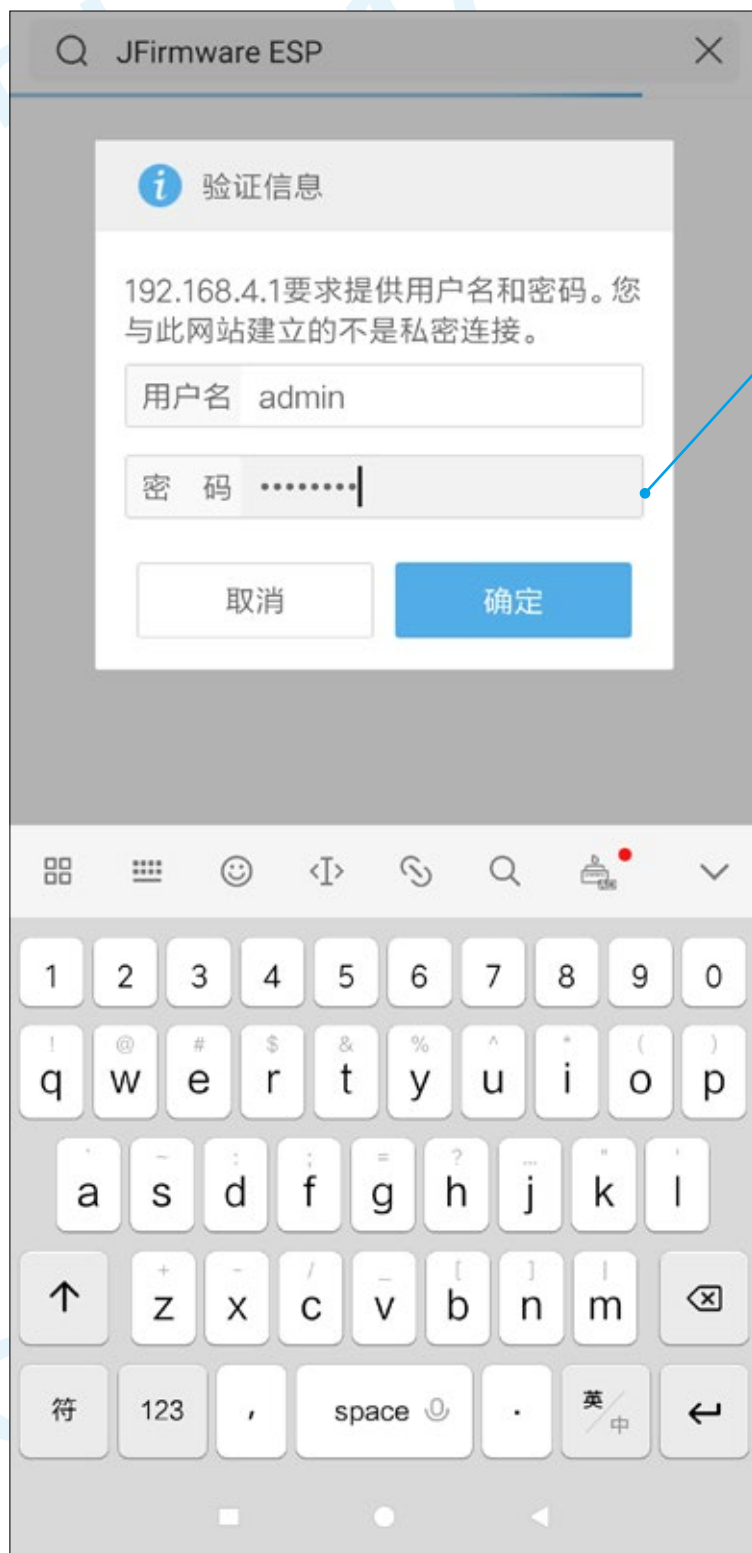 JFirmware ESP
验证信息
192.168.4.1要求提供用户名和密码。您
与此网站建立的不是私密连接。
用户名 admin
密 码 ••••••••
取消 确定
1 2 3 4 5 6 7 8 9 0
! @ # $ & % ^ * ( )
q w e r t y u i o p
` ~ : ; = ? … " '
a s d f g h j k l
+ - / _ [ ] |
z x c v b n m
符 123 , space . 英/中